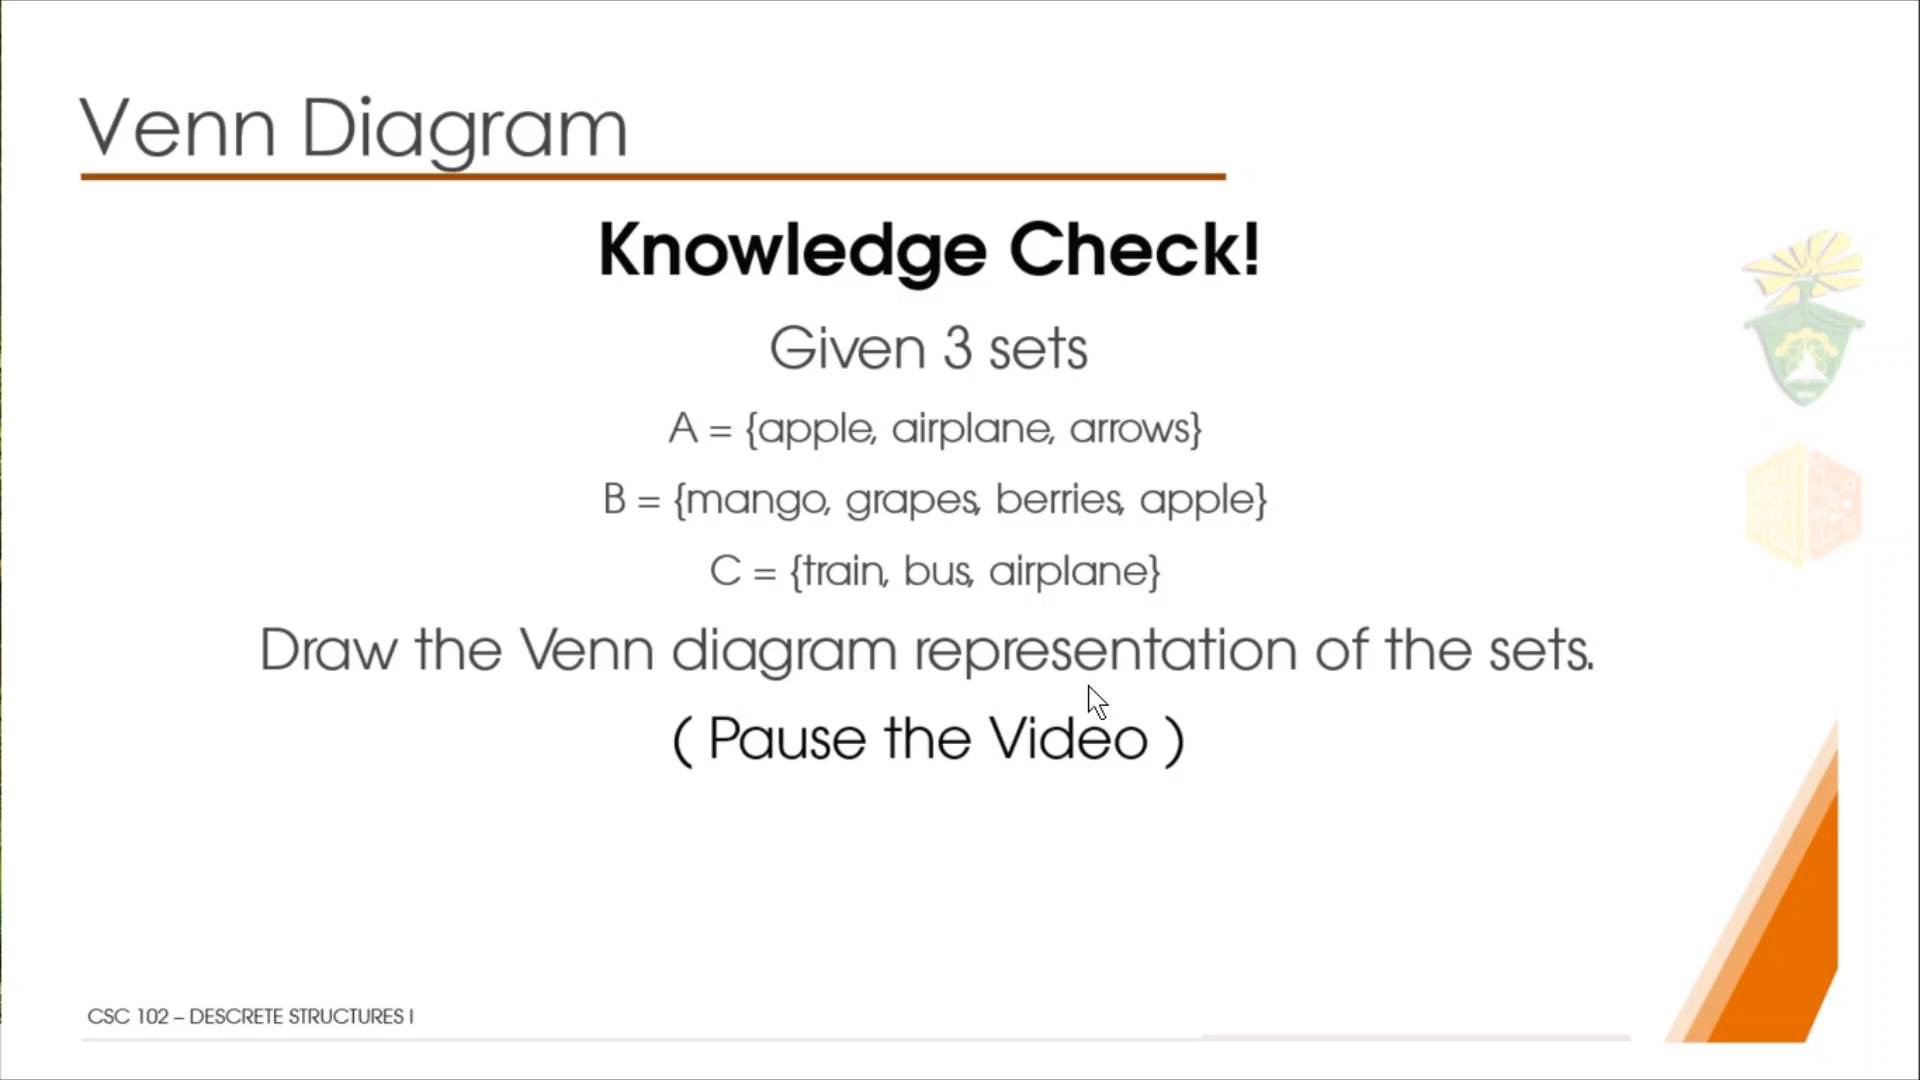 Venn Diagram
Knowledge Check!
Given 3 sets
A = {apple, airplane, arrows}
B = {mango, grapes, berries, apple}
C = {train, bus, airplane}
Draw the Venn diagram representation of the sets.
( Pause the Video )
CSC 102 – DESCRETE STRUCTURES I